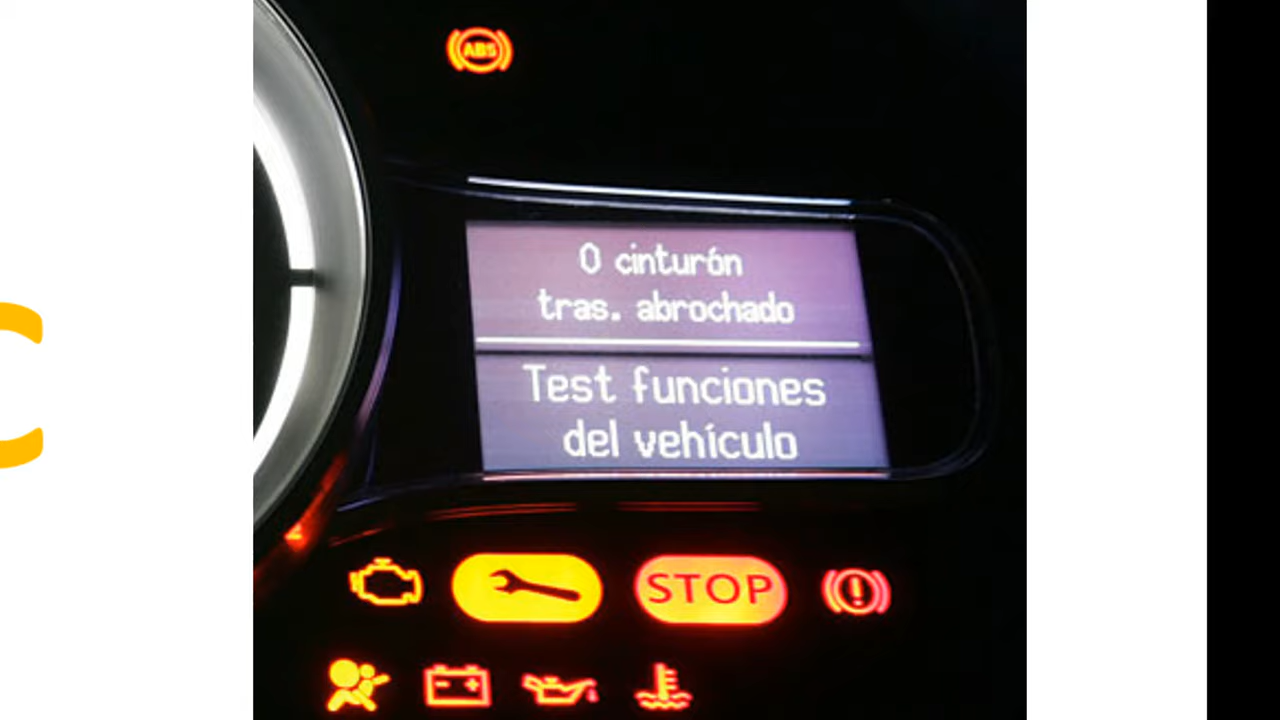 ABS
0 cinturón
tras. abrochado
Test funciones
del vehículo
STOP